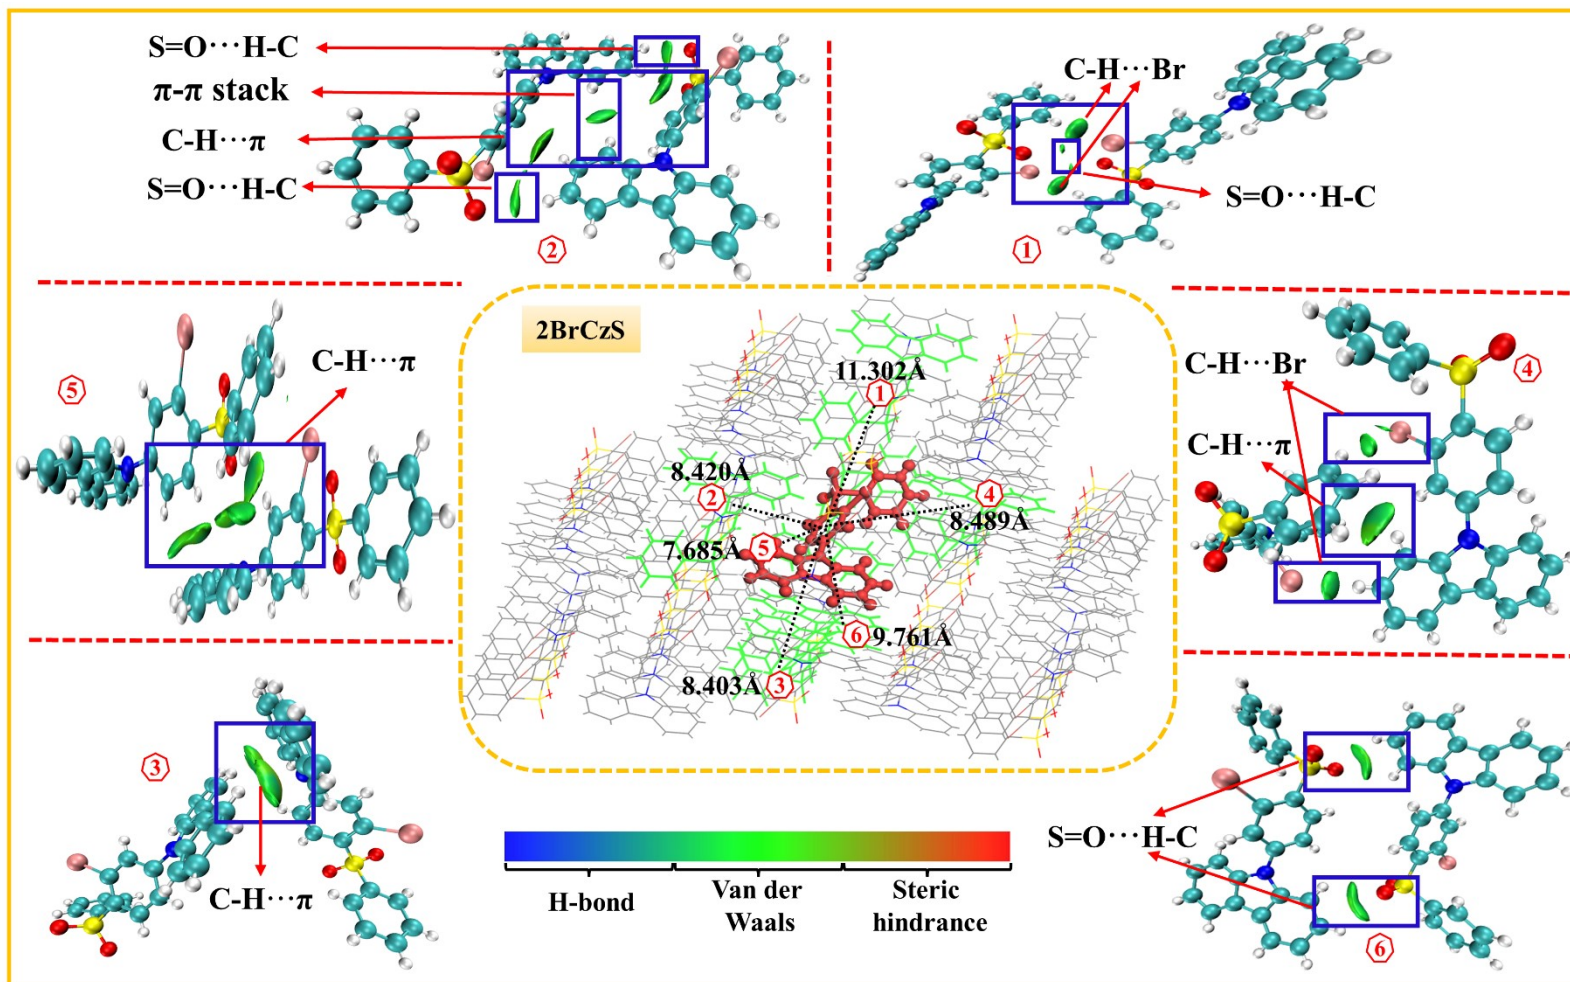 S=O···H-C
π-π stack
C-H···π
S=O···H-C
2
C-H···Br
S=O···H-C
1
5
C-H···π
2BrCzS
11.302Å
1
8.420Å
2
4
8.489Å
7.685Å
5
6
9.761Å
8.403Å
3
C-H···Br
4
C-H···π
3
C-H···π
H-bond
Van der
Waals
Steric
hindrance
S=O···H-C
6